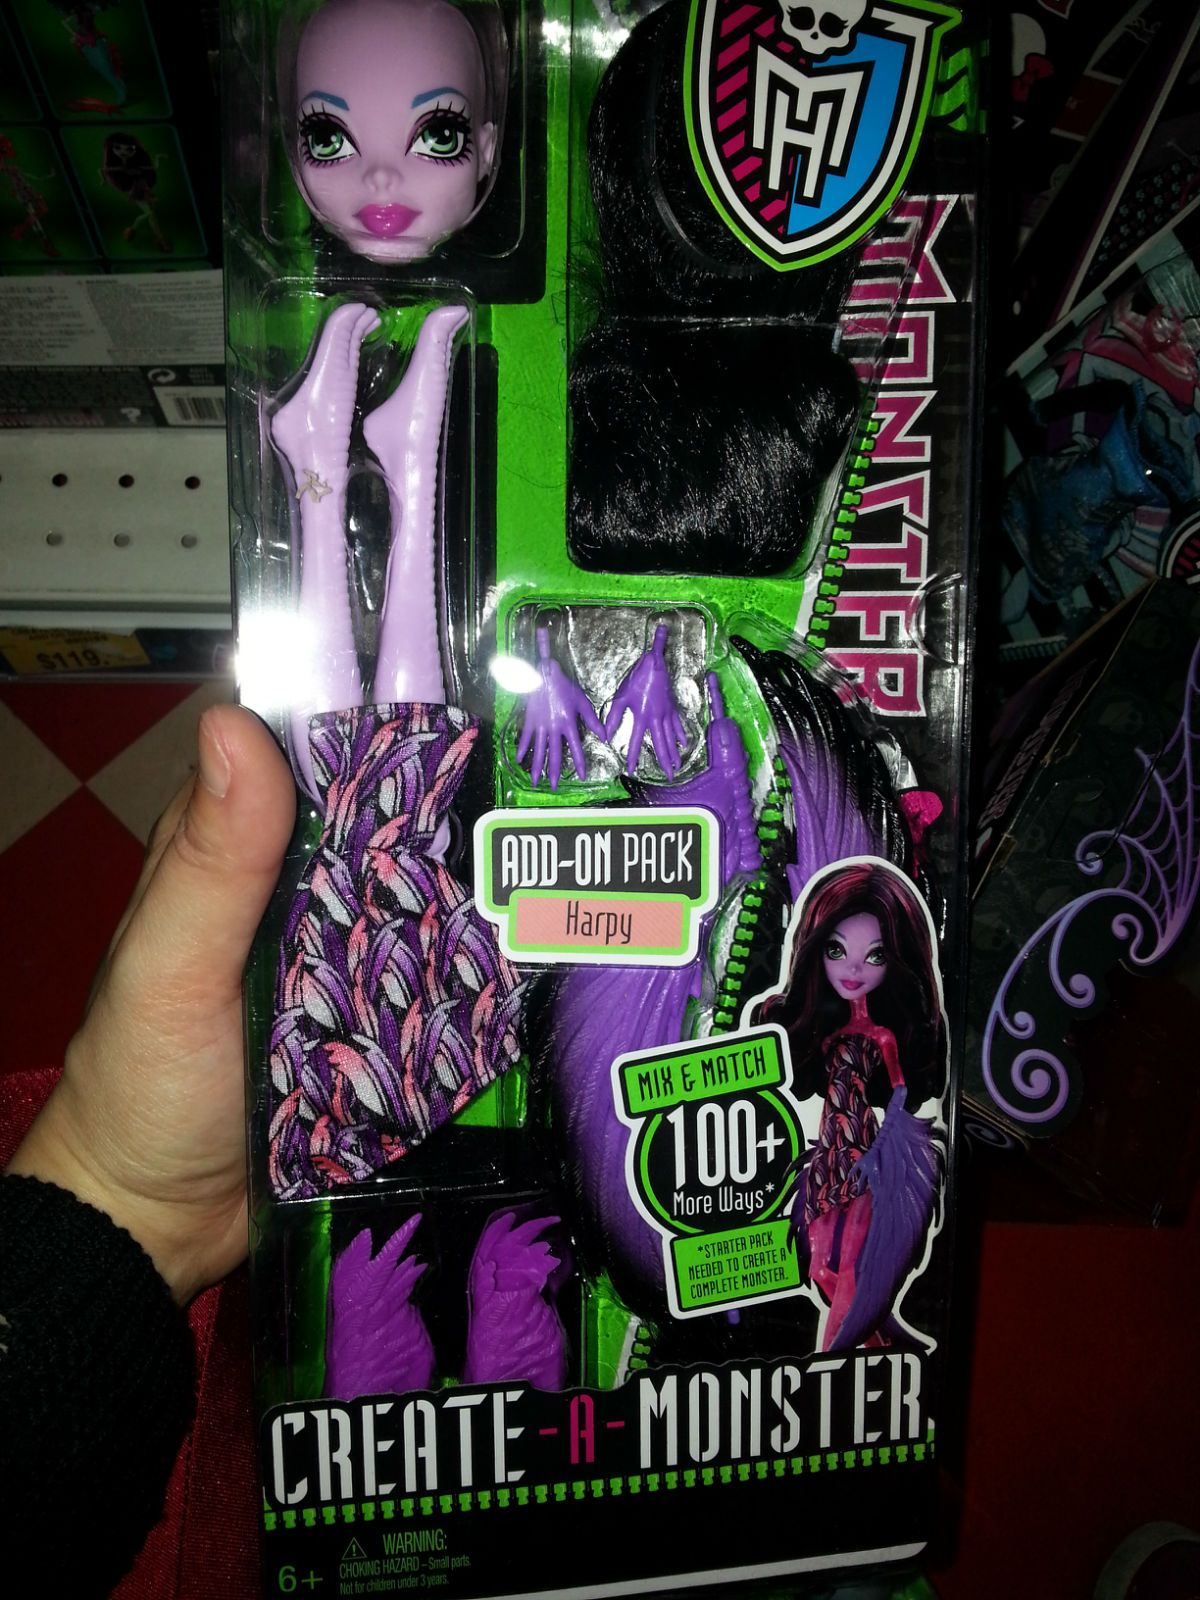 MH
MONSTER
$119.
ADD-ON PACK
Harpy
MIX & MATCH
100+
More Ways*
*STARTER PACK
NEEDED TO CREATE A
COMPLETE MONSTER.
CREATE-A-MONSTER
6+
WARNING:
CHOKING HAZARD – Small parts.
Not for children under 3 years.